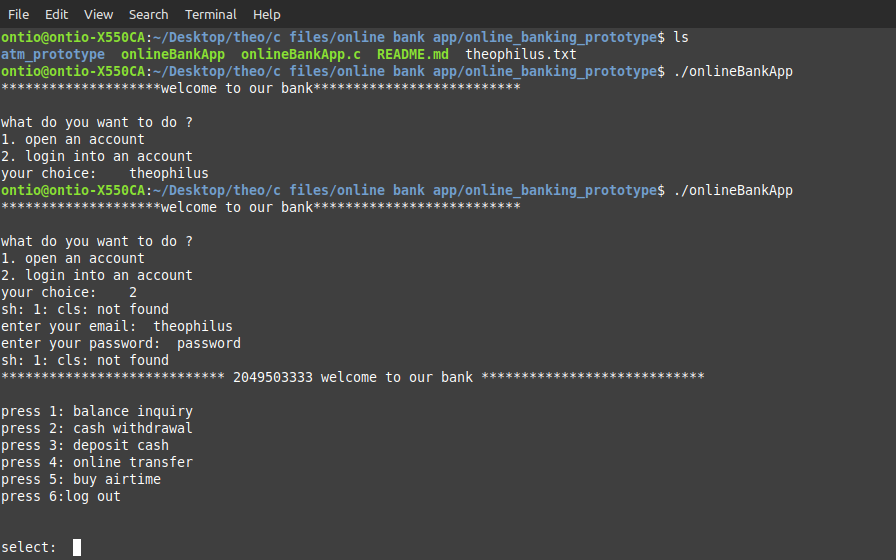 File Edit View Search Terminal Help
ontio@ontio-X550CA:~/Desktop/theo/c files/online bank app/online_banking_prototype$ ls
atm_prototype onlineBankApp onlineBankApp.c README.md theophilus.txt
ontio@ontio-X550CA:~/Desktop/theo/c files/online bank app/online_banking_prototype$ ./onlineBankApp
********************welcome to our bank**************************
what do you want to do ?
1. open an account
2. login into an account
your choice: theophilus
ontio@ontio-X550CA:~/Desktop/theo/c files/online bank app/online_banking_prototype$ ./onlineBankApp
********************welcome to our bank**************************
what do you want to do ?
1. open an account
2. login into an account
your choice: 2
sh: 1: cls: not found
enter your email: theophilus
enter your password: password
sh: 1: cls: not found
**************************** 2049503333 welcome to our bank ****************************
press 1: balance inquiry
press 2: cash withdrawal
press 3: deposit cash
press 4: online transfer
press 5: buy airtime
press 6:log out
select: